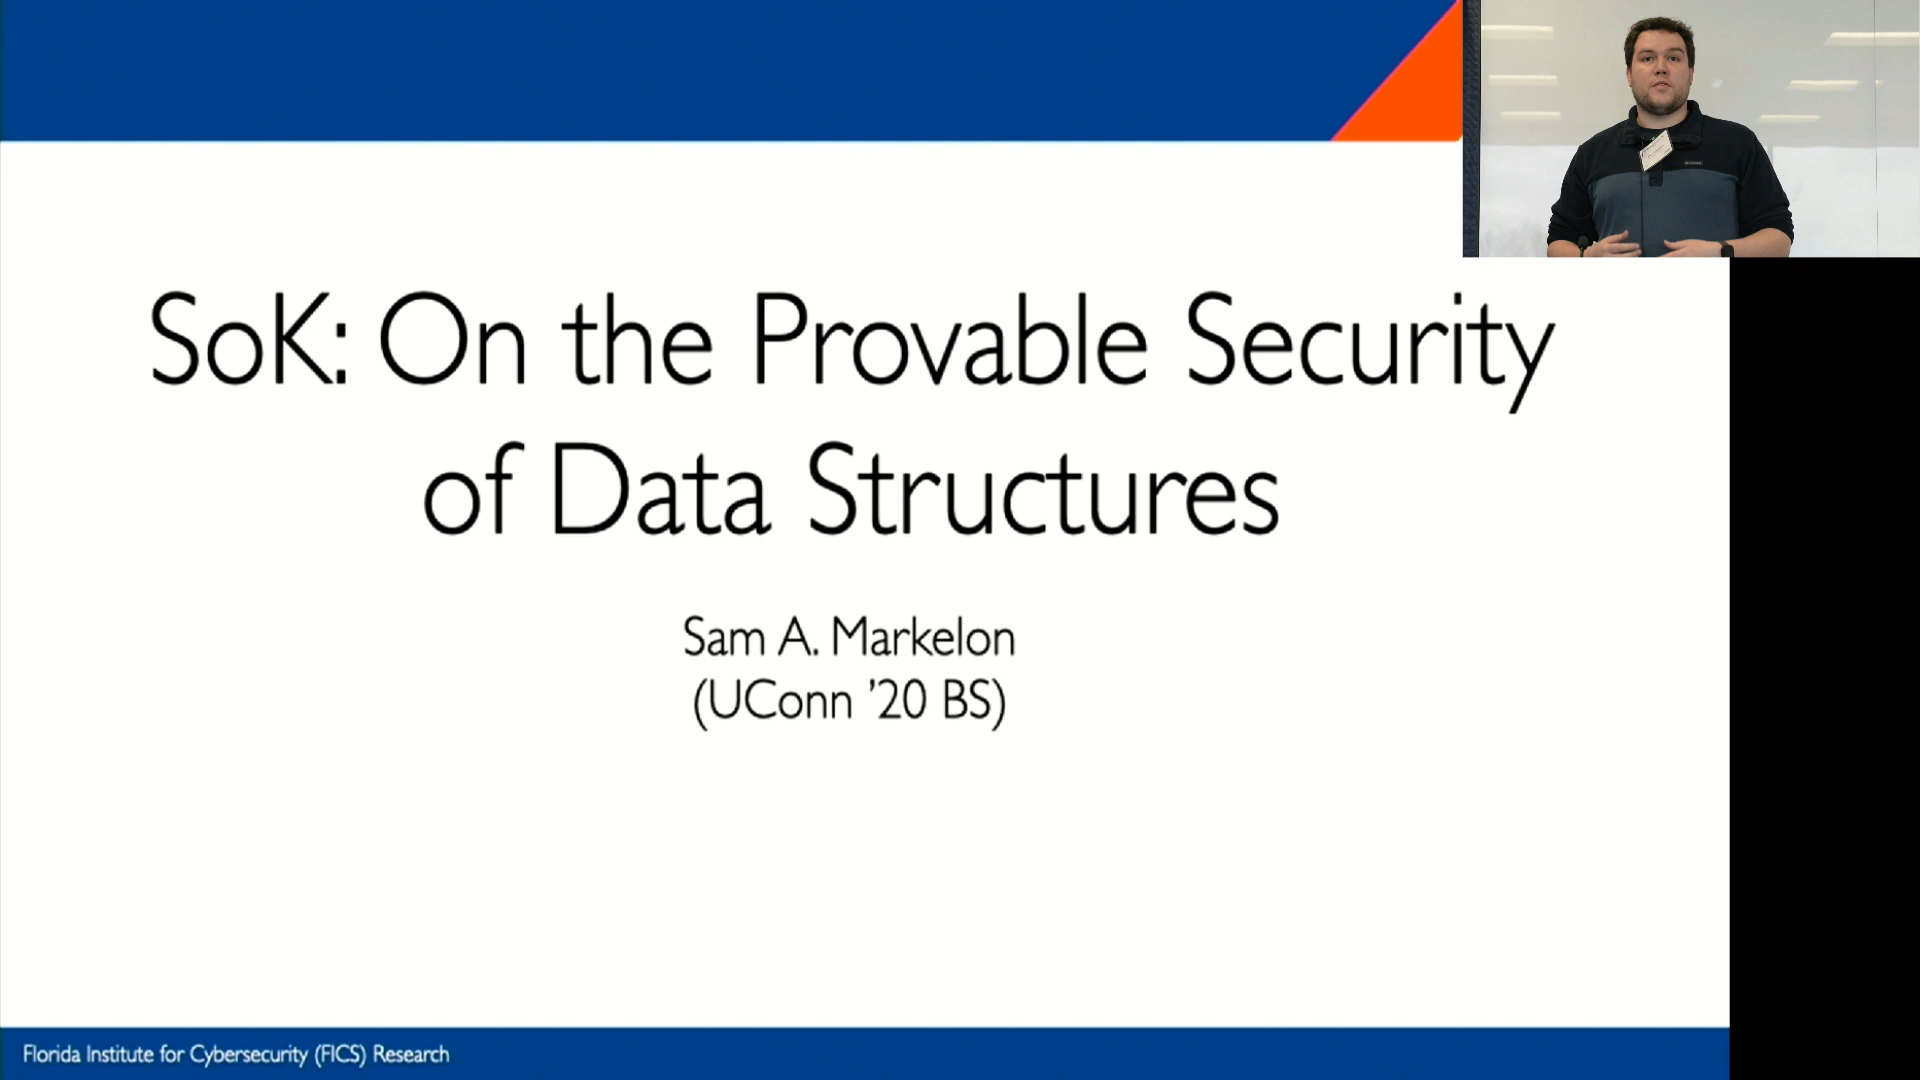 SoK: On the Provable Security
of Data Structures
Sam A. Markelon
(UConn '20 BS)
Florida Institute for Cybersecurity (FICS) Research